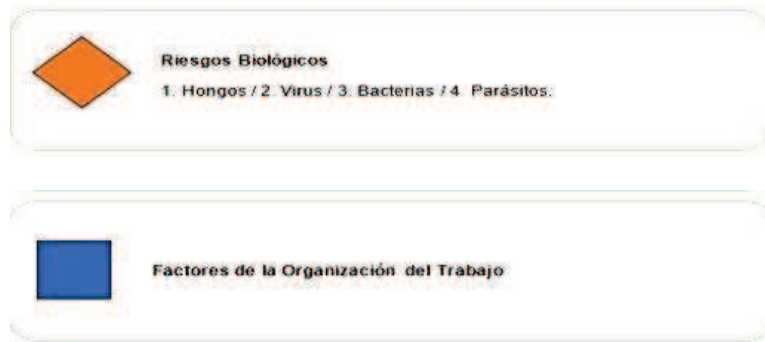 Riesgos Biológicos
1. Hongos / 2. Virus / 3. Bacterias / 4. Parásitos.
Factores de la Organización del Trabajo